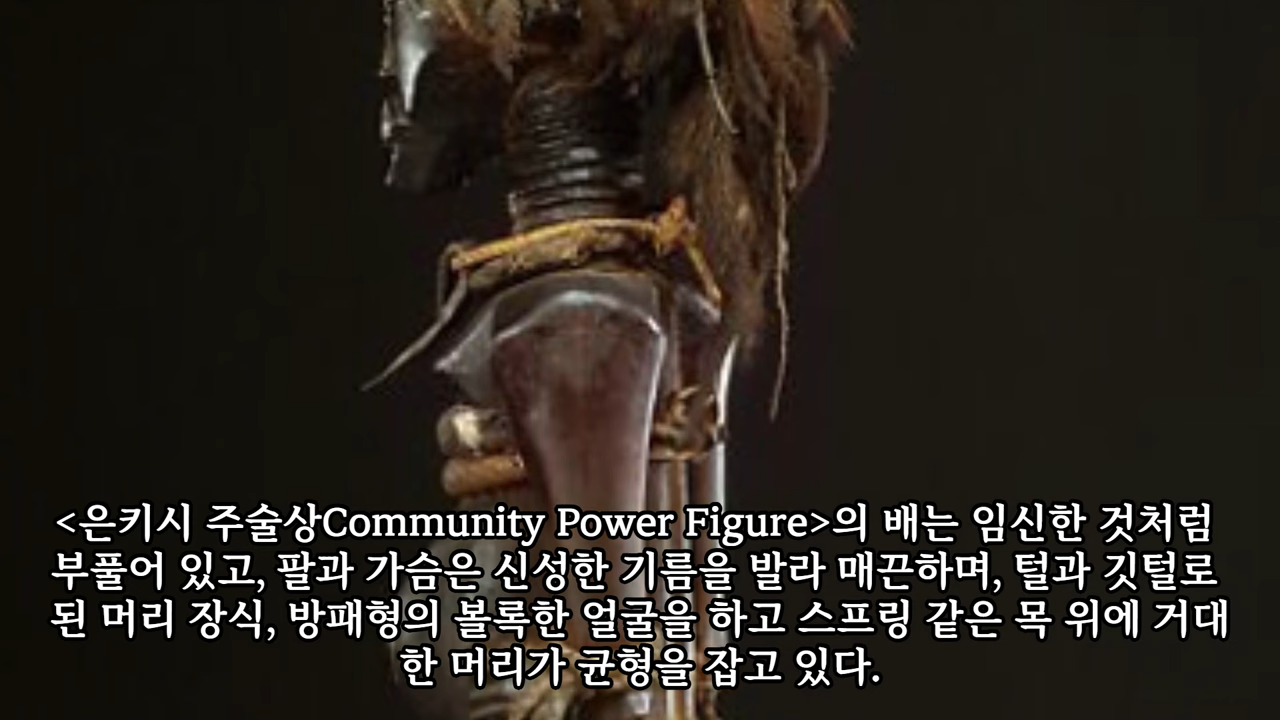 <은키시 주술상Community Power Figure>의 배는 임신한 것처럼
부풀어 있고, 팔과 가슴은 신성한 기름을 발라 매끈하며, 털과 깃털로
된 머리 장식, 방패형의 볼록한 얼굴을 하고 스프링 같은 목 위에 거대
한 머리가 균형을 잡고 있다.